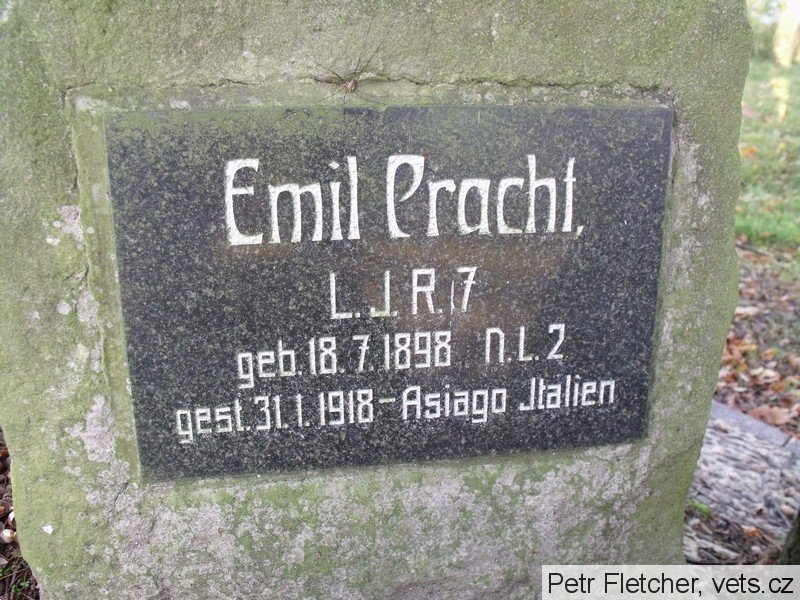 Emil Pracht,
L. J. R. 7
geb. 18. 7. 1898 N. L. 2
gest. 31. 1. 1918 - Asiago Jtalien
Petr Fletcher, vets.cz